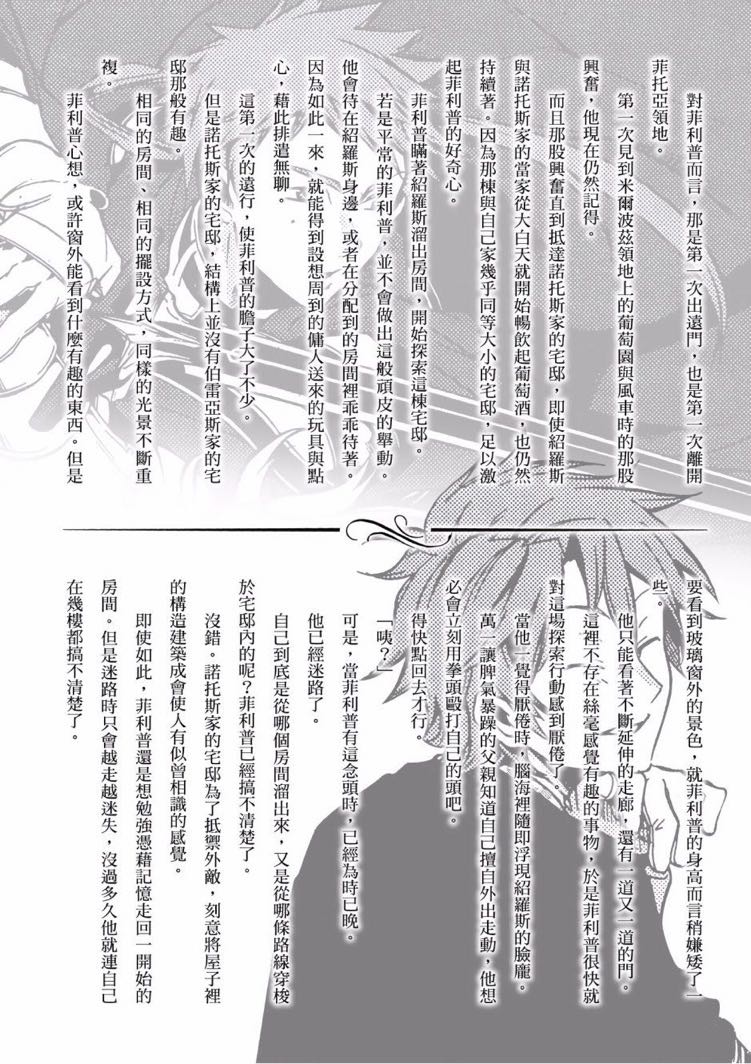 對菲利普而言，那是第一次出遠門，也是第一次離開
菲托亞領地。
第一次見到米爾波茲領地上的葡萄園與風車時的那股
興奮，他現在仍然記得。
而且那股興奮直到抵達諾托斯家的宅邸，即使紹羅斯
與諾托斯家的當家從大白天就開始暢飲起葡萄酒，也仍然
持續著。因為那棟與自己家幾乎同等大小的宅邸，足以激
起菲利普的好奇心。
菲利普瞞著紹羅斯溜出房間，開始探索這棟宅邸。
若是平常的菲利普，並不會做出這般頑皮的舉動。
他會待在紹羅斯身邊，或者在分配到的房間裡乖乖待著。
因為如此一來，就能得到設想周到的傭人送來的玩具與點
心，藉此排遣無聊。
這第一次的遠行，使菲利普的膽子大了不少。
但是諾托斯家的宅邸，結構上並沒有伯雷亞斯家的宅
邸那般有趣。
相同的房間、相同的擺設方式，同樣的光景不斷重
複。
菲利普心想，或許窗外能看到什麼有趣的東西。但是
要看到玻璃窗外的景色，就菲利普的身高而言稍嫌矮了一
些。
他只能看著不斷延伸的走廊，還有一道又一道的門。
這裡不存在絲毫感覺有趣的事物，於是菲利普很快就
對這場探索行動感到厭倦了。
當他一覺得厭倦時，腦海裡隨即浮現紹羅斯的臉龐。
萬一讓脾氣暴躁的父親知道自己擅自外出走動，他想
必會立刻用拳頭毆打自己的頭吧。
得快點回去才行。
「咦？」
可是，當菲利普有這念頭時，已經為時已晚。
他已經迷路了。
自己到底是從哪個房間溜出來，又是從哪條路線穿梭
於宅邸內的呢？菲利普已經搞不清楚了。
沒錯。諾托斯家的宅邸為了抵禦外敵，刻意將屋子裡
的構造建築成會使人有似曾相識的感覺。
即使如此，菲利普還是想勉強憑藉記憶走回一開始的
房間。但是迷路時只會越走越迷失，沒過多久他就連自己
在幾樓都搞不清楚了。